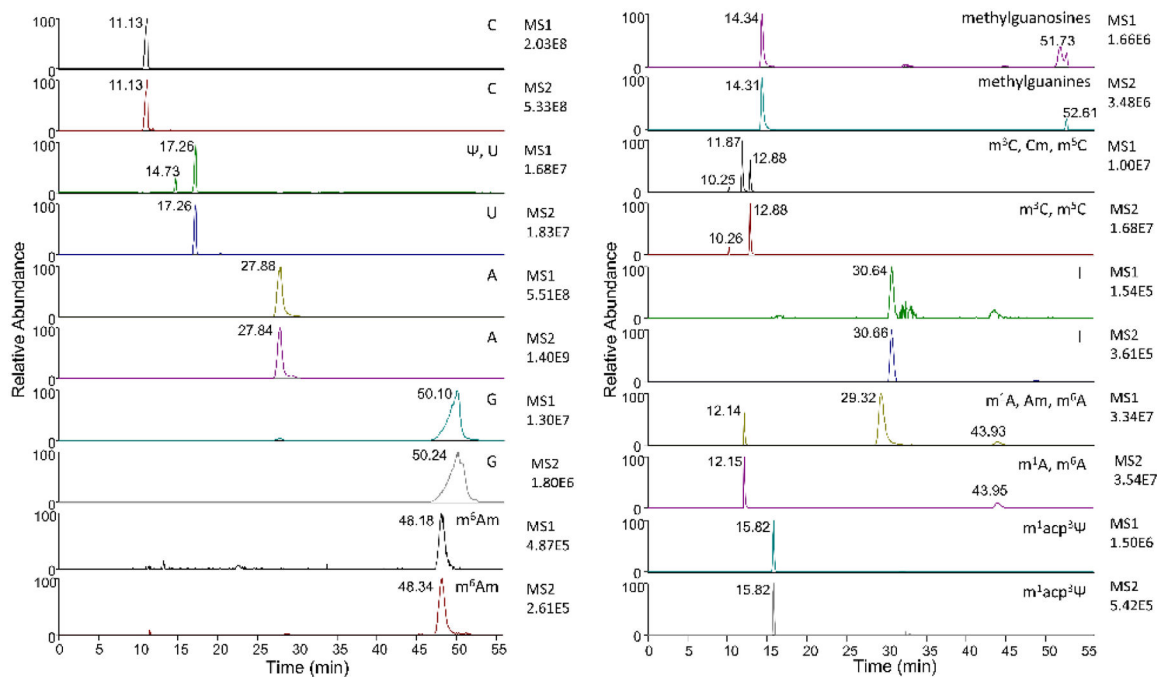 100
11.13
C
MS1
2.03E8
0
100
11.13
C
MS2
5.33E8
0
100
17.26
14.73
Ψ, U
MS1
1.68E7
0
100
17.26
U
MS2
1.83E7
0
100
27.88
A
MS1
5.51E8
0
100
27.84
A
MS2
1.40E9
0
100
50.10
G
MS1
1.30E7
0
100
50.24
G
MS2
1.80E6
0
100
48.18
m⁶Am
MS1
4.87E5
0
100
48.34
m⁶Am
MS2
2.61E5
0
0 5 10 15 20 25 30 35 40 45 50 55
Time (min)
Relative Abundance
100
14.34
methylguanosines
51.73
MS1
1.66E6
0
100
14.31
methylguanines
52.61
MS2
3.48E6
0
100
11.87
12.88
10.25
m³C, Cm, m⁵C
MS1
1.00E7
0
100
12.88
10.26
m³C, m⁵C
MS2
1.68E7
0
100
30.64
I
MS1
1.54E5
0
100
30.66
I
MS2
3.61E5
0
100
12.14
29.32
43.93
m¹A, Am, m⁶A
MS1
3.34E7
0
100
12.15
43.95
m¹A, m⁶A
MS2
3.54E7
0
100
15.82
m¹acp³Ψ
MS1
1.50E6
0
100
15.82
m¹acp³Ψ
MS2
5.42E5
0
0 5 10 15 20 25 30 35 40 45 50 55
Time (min)
Relative Abundance